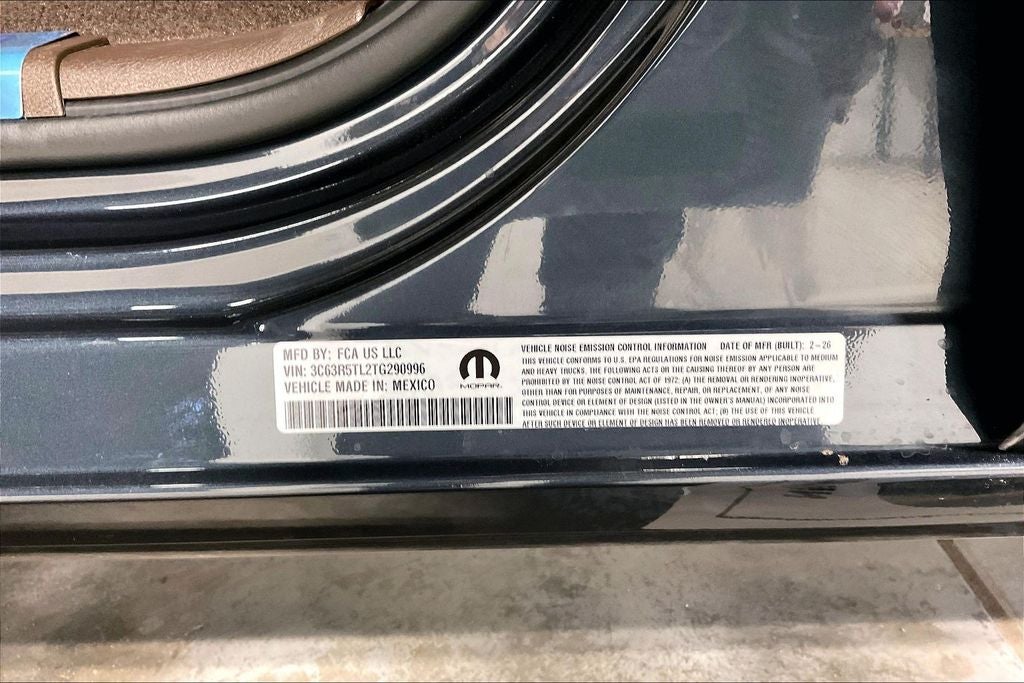 MFD BY: FCA US LLC
VIN: 3C63R5TL2TG290996
VEHICLE MADE IN: MEXICO
MOPAR
VEHICLE NOISE EMISSION CONTROL INFORMATION DATE OF MFR (BUILT): 2-26
THIS VEHICLE CONFORMS TO U.S. EPA REGULATIONS FOR NOISE EMISSION APPLICABLE TO MEDIUM
AND HEAVY TRUCKS. THE FOLLOWING ACTS OR CAUSING THEREOF BY ANY PERSON ARE
PROHIBITED BY THE NOISE CONTROL ACT OF 1972: (A) THE REMOVAL OR RENDERING INOPERATIVE,
OTHER THAN FOR PURPOSES OF MAINTENANCE, REPAIR, OR REPLACEMENT, OF ANY NOISE
CONTROL DEVICE OR ELEMENT OF DESIGN (LISTED IN THE OWNER'S MANUAL) INCORPORATED INTO
THIS VEHICLE IN COMPLIANCE WITH THE NOISE CONTROL ACT; (B) THE USE OF THIS VEHICLE
AFTER SUCH DEVICE OR ELEMENT OF DESIGN HAS BEEN REMOVED OR RENDERED INOPERATIVE